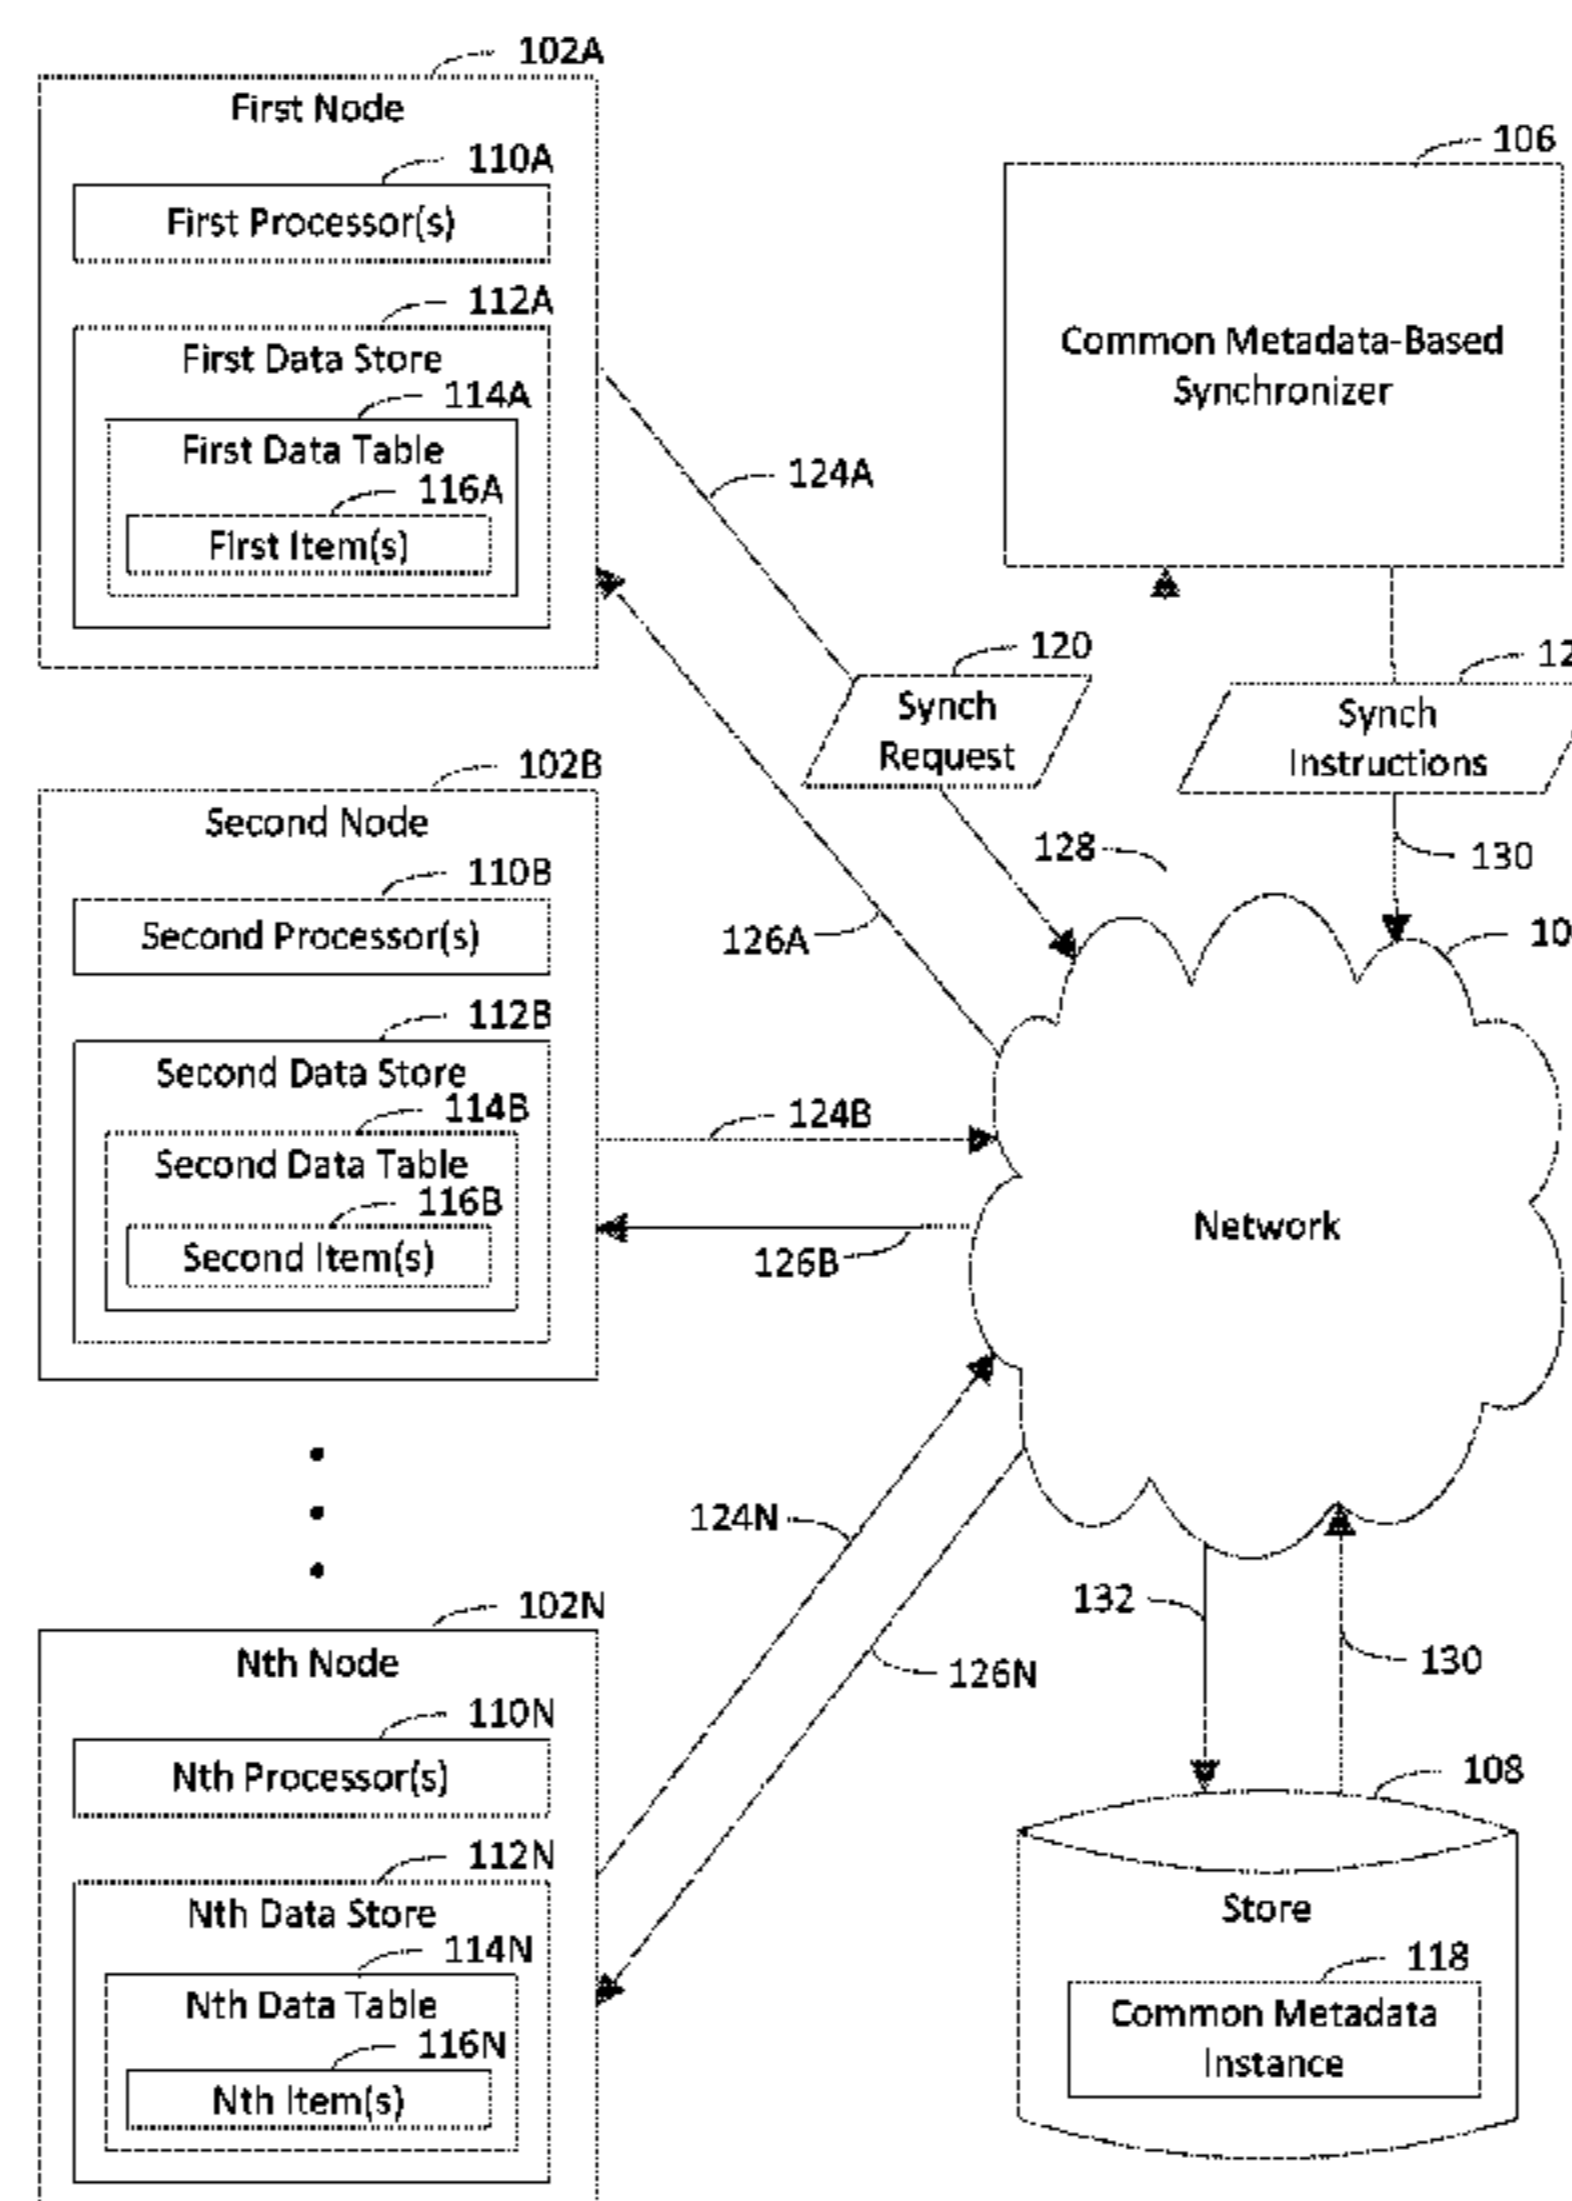 102A
First Node
110A
First Processor(s)
112A
First Data Store
114A
First Data Table
116A
First Item(s)
106
Common Metadata-Based
Synchronizer
124A
120
Synch
Request
Synch
Instructions
128
130
126A
102B
Second Node
110B
Second Processor(s)
112B
Second Data Store
114B
Second Data Table
116B
Second Item(s)
124B
126B
Network
124N
126N
132
130
102N
Nth Node
110N
Nth Processor(s)
112N
Nth Data Store
114N
Nth Data Table
116N
Nth Item(s)
108
Store
118
Common Metadata
Instance